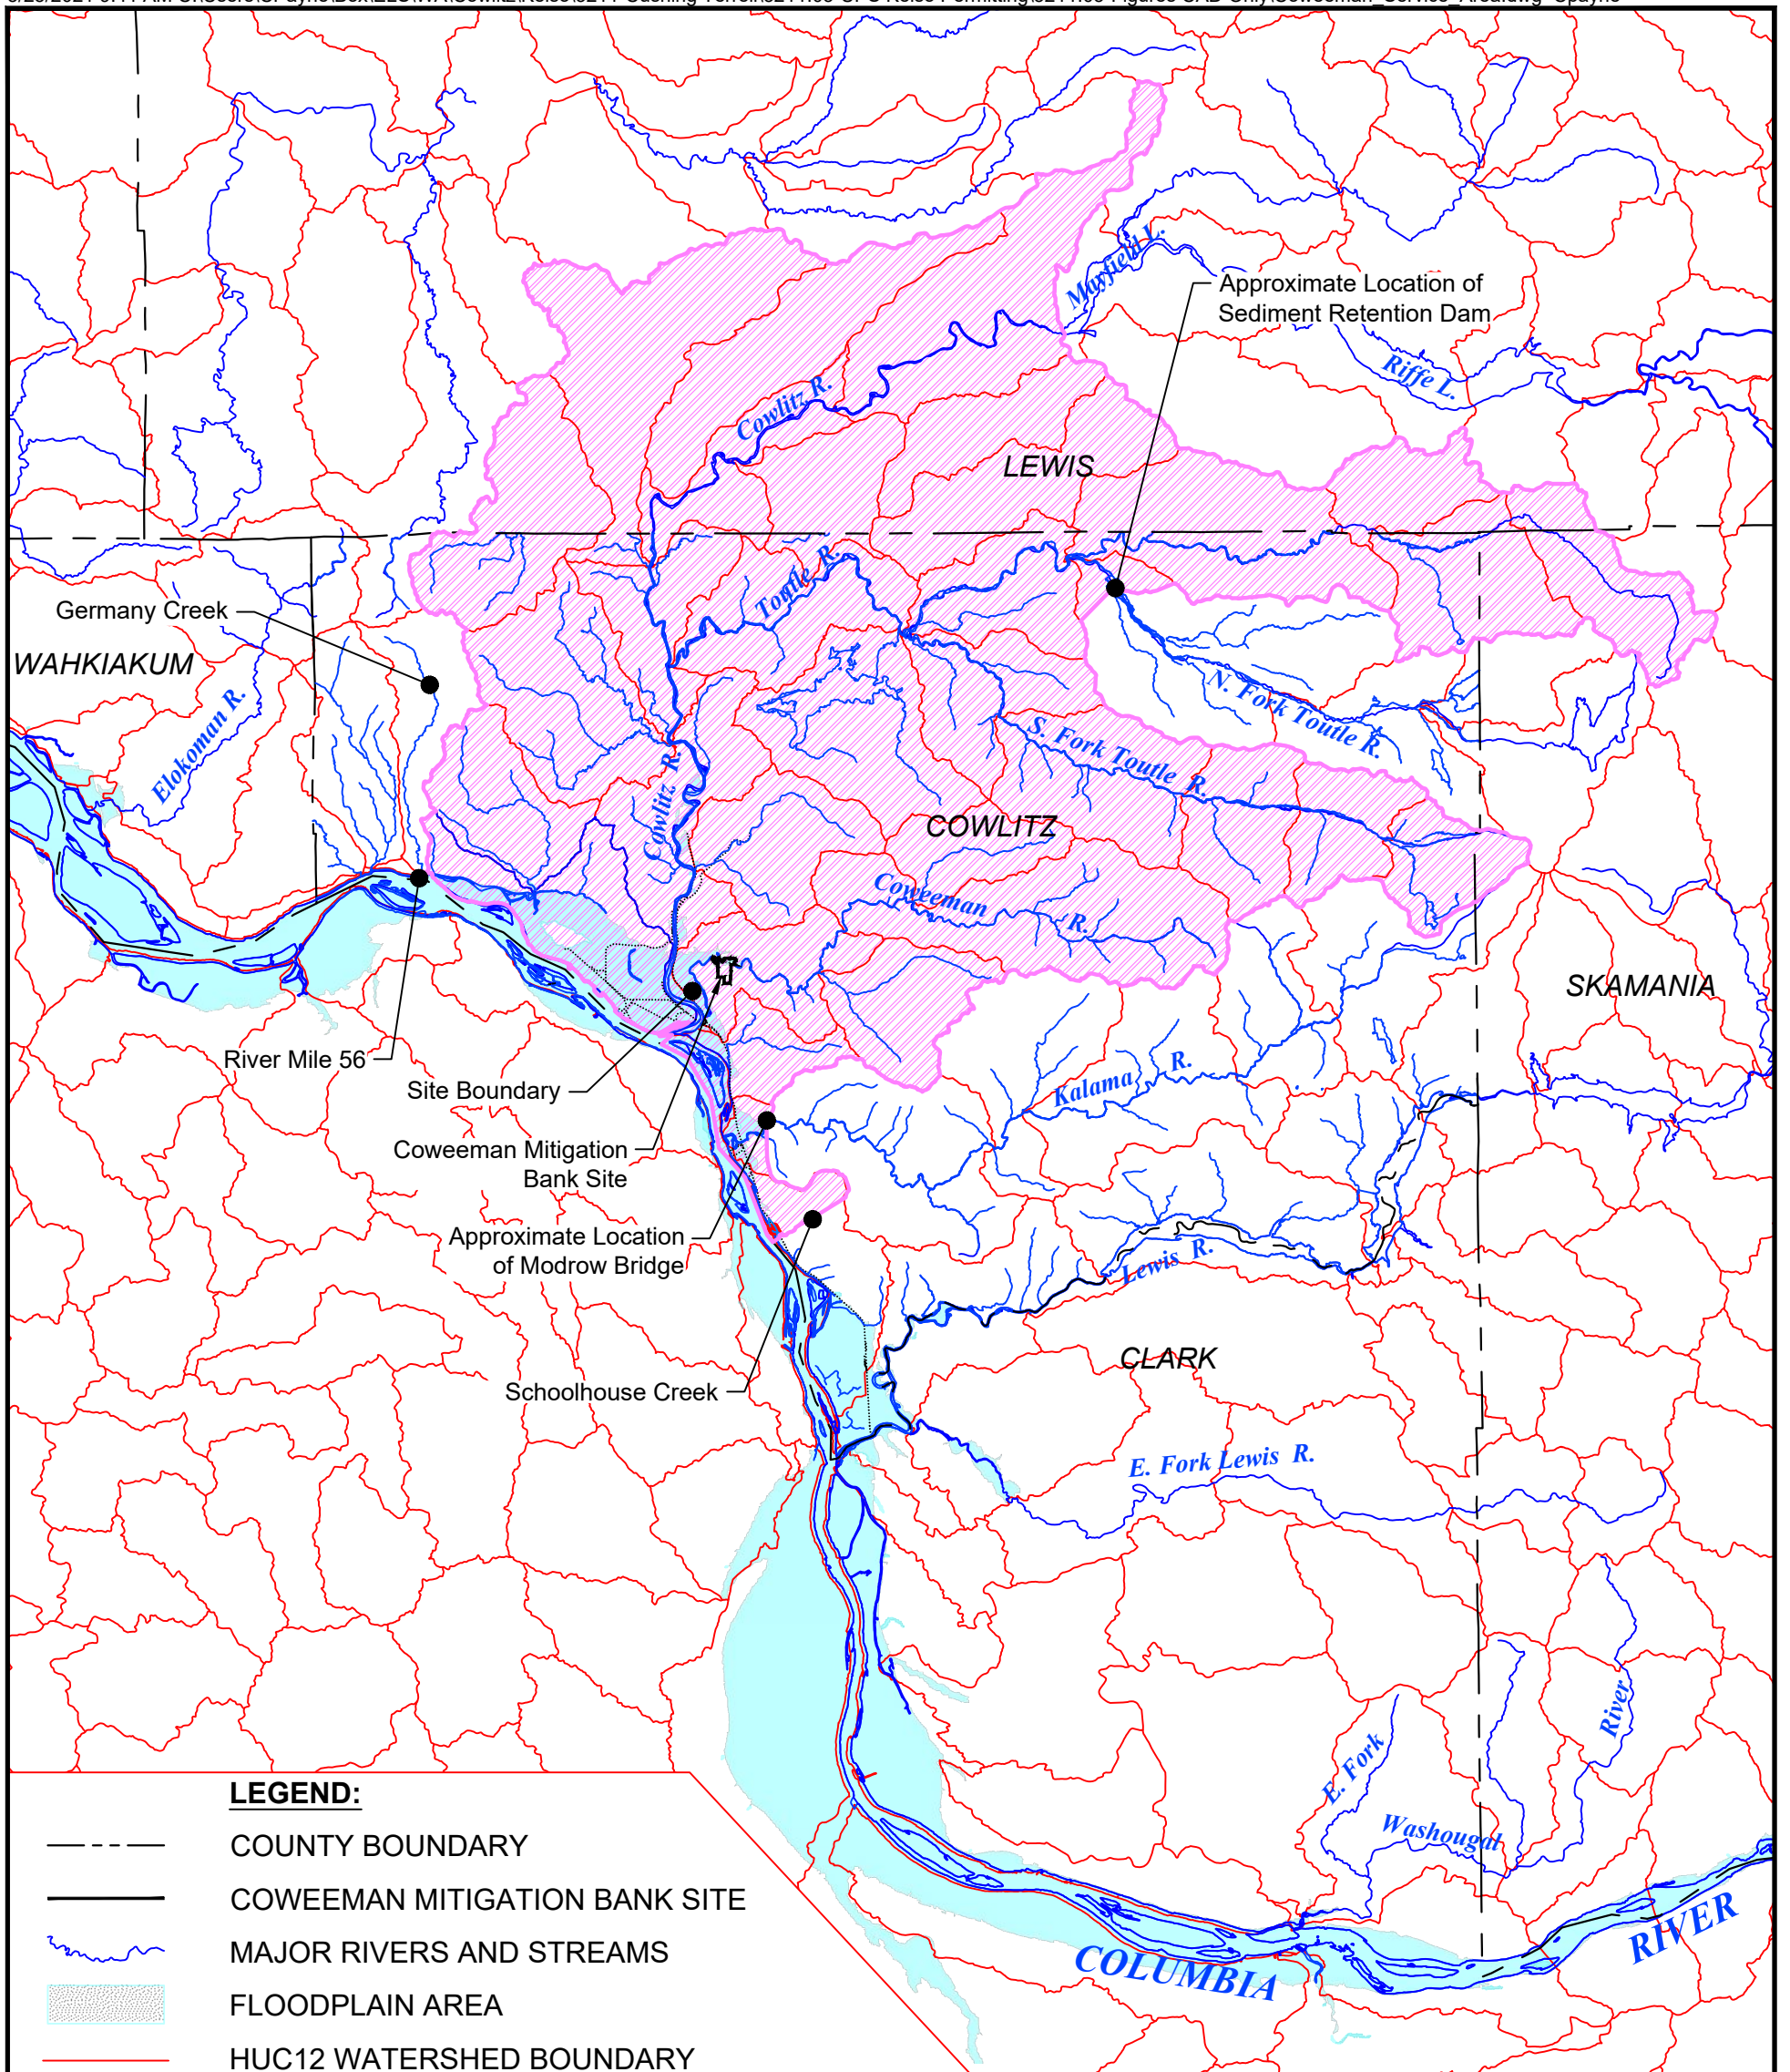 Mayfield L.
Approximate Location of
Sediment Retention Dam
Riffe L.
Cowlitz R.
LEWIS
Toutle R.
Germany Creek
WAHKIAKUM
Elokoman R.
N. Fork Toutle R.
S. Fork Toutle R.
Cowlitz R.
COWLITZ
Coweeman R.
SKAMANIA
River Mile 56
Site Boundary
Kalama R.
Coweeman Mitigation
Bank Site
Approximate Location
of Modrow Bridge
Lewis R.
CLARK
Schoolhouse Creek
E. Fork Lewis R.
E. Fork
Washougal
River
COLUMBIA
RIVER
LEGEND:
COUNTY BOUNDARY
COWEEMAN MITIGATION BANK SITE
MAJOR RIVERS AND STREAMS
FLOODPLAIN AREA
HUC12 WATERSHED BOUNDARY